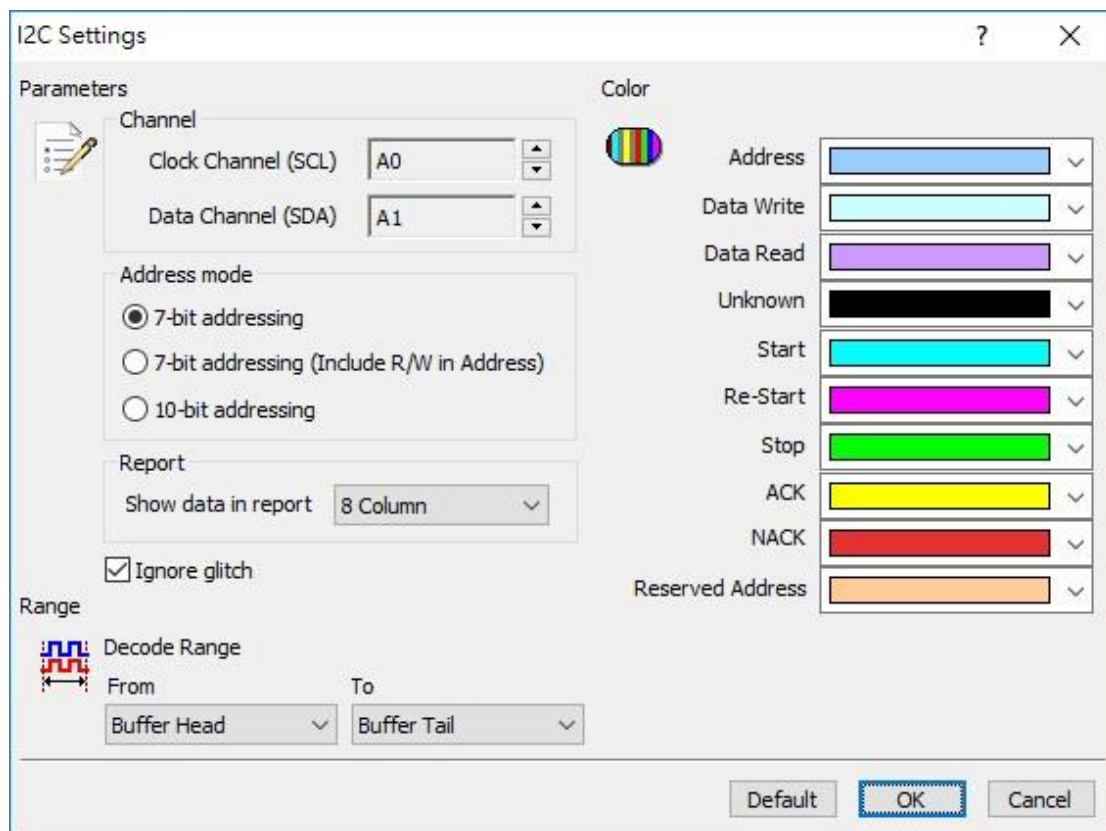 I2C Settings
?
Parameters
Channel
Clock Channel (SCL)
A0
Data Channel (SDA)
A1
Address mode
7-bit addressing
7-bit addressing (Include R/W in Address)
10-bit addressing
Report
Show data in report
8 Column
Ignore glitch
Range
Decode Range
From
To
Buffer Head
Buffer Tail
Color
Address
Data Write
Data Read
Unknown
Start
Re-Start
Stop
ACK
NACK
Reserved Address
Default
OK
Cancel